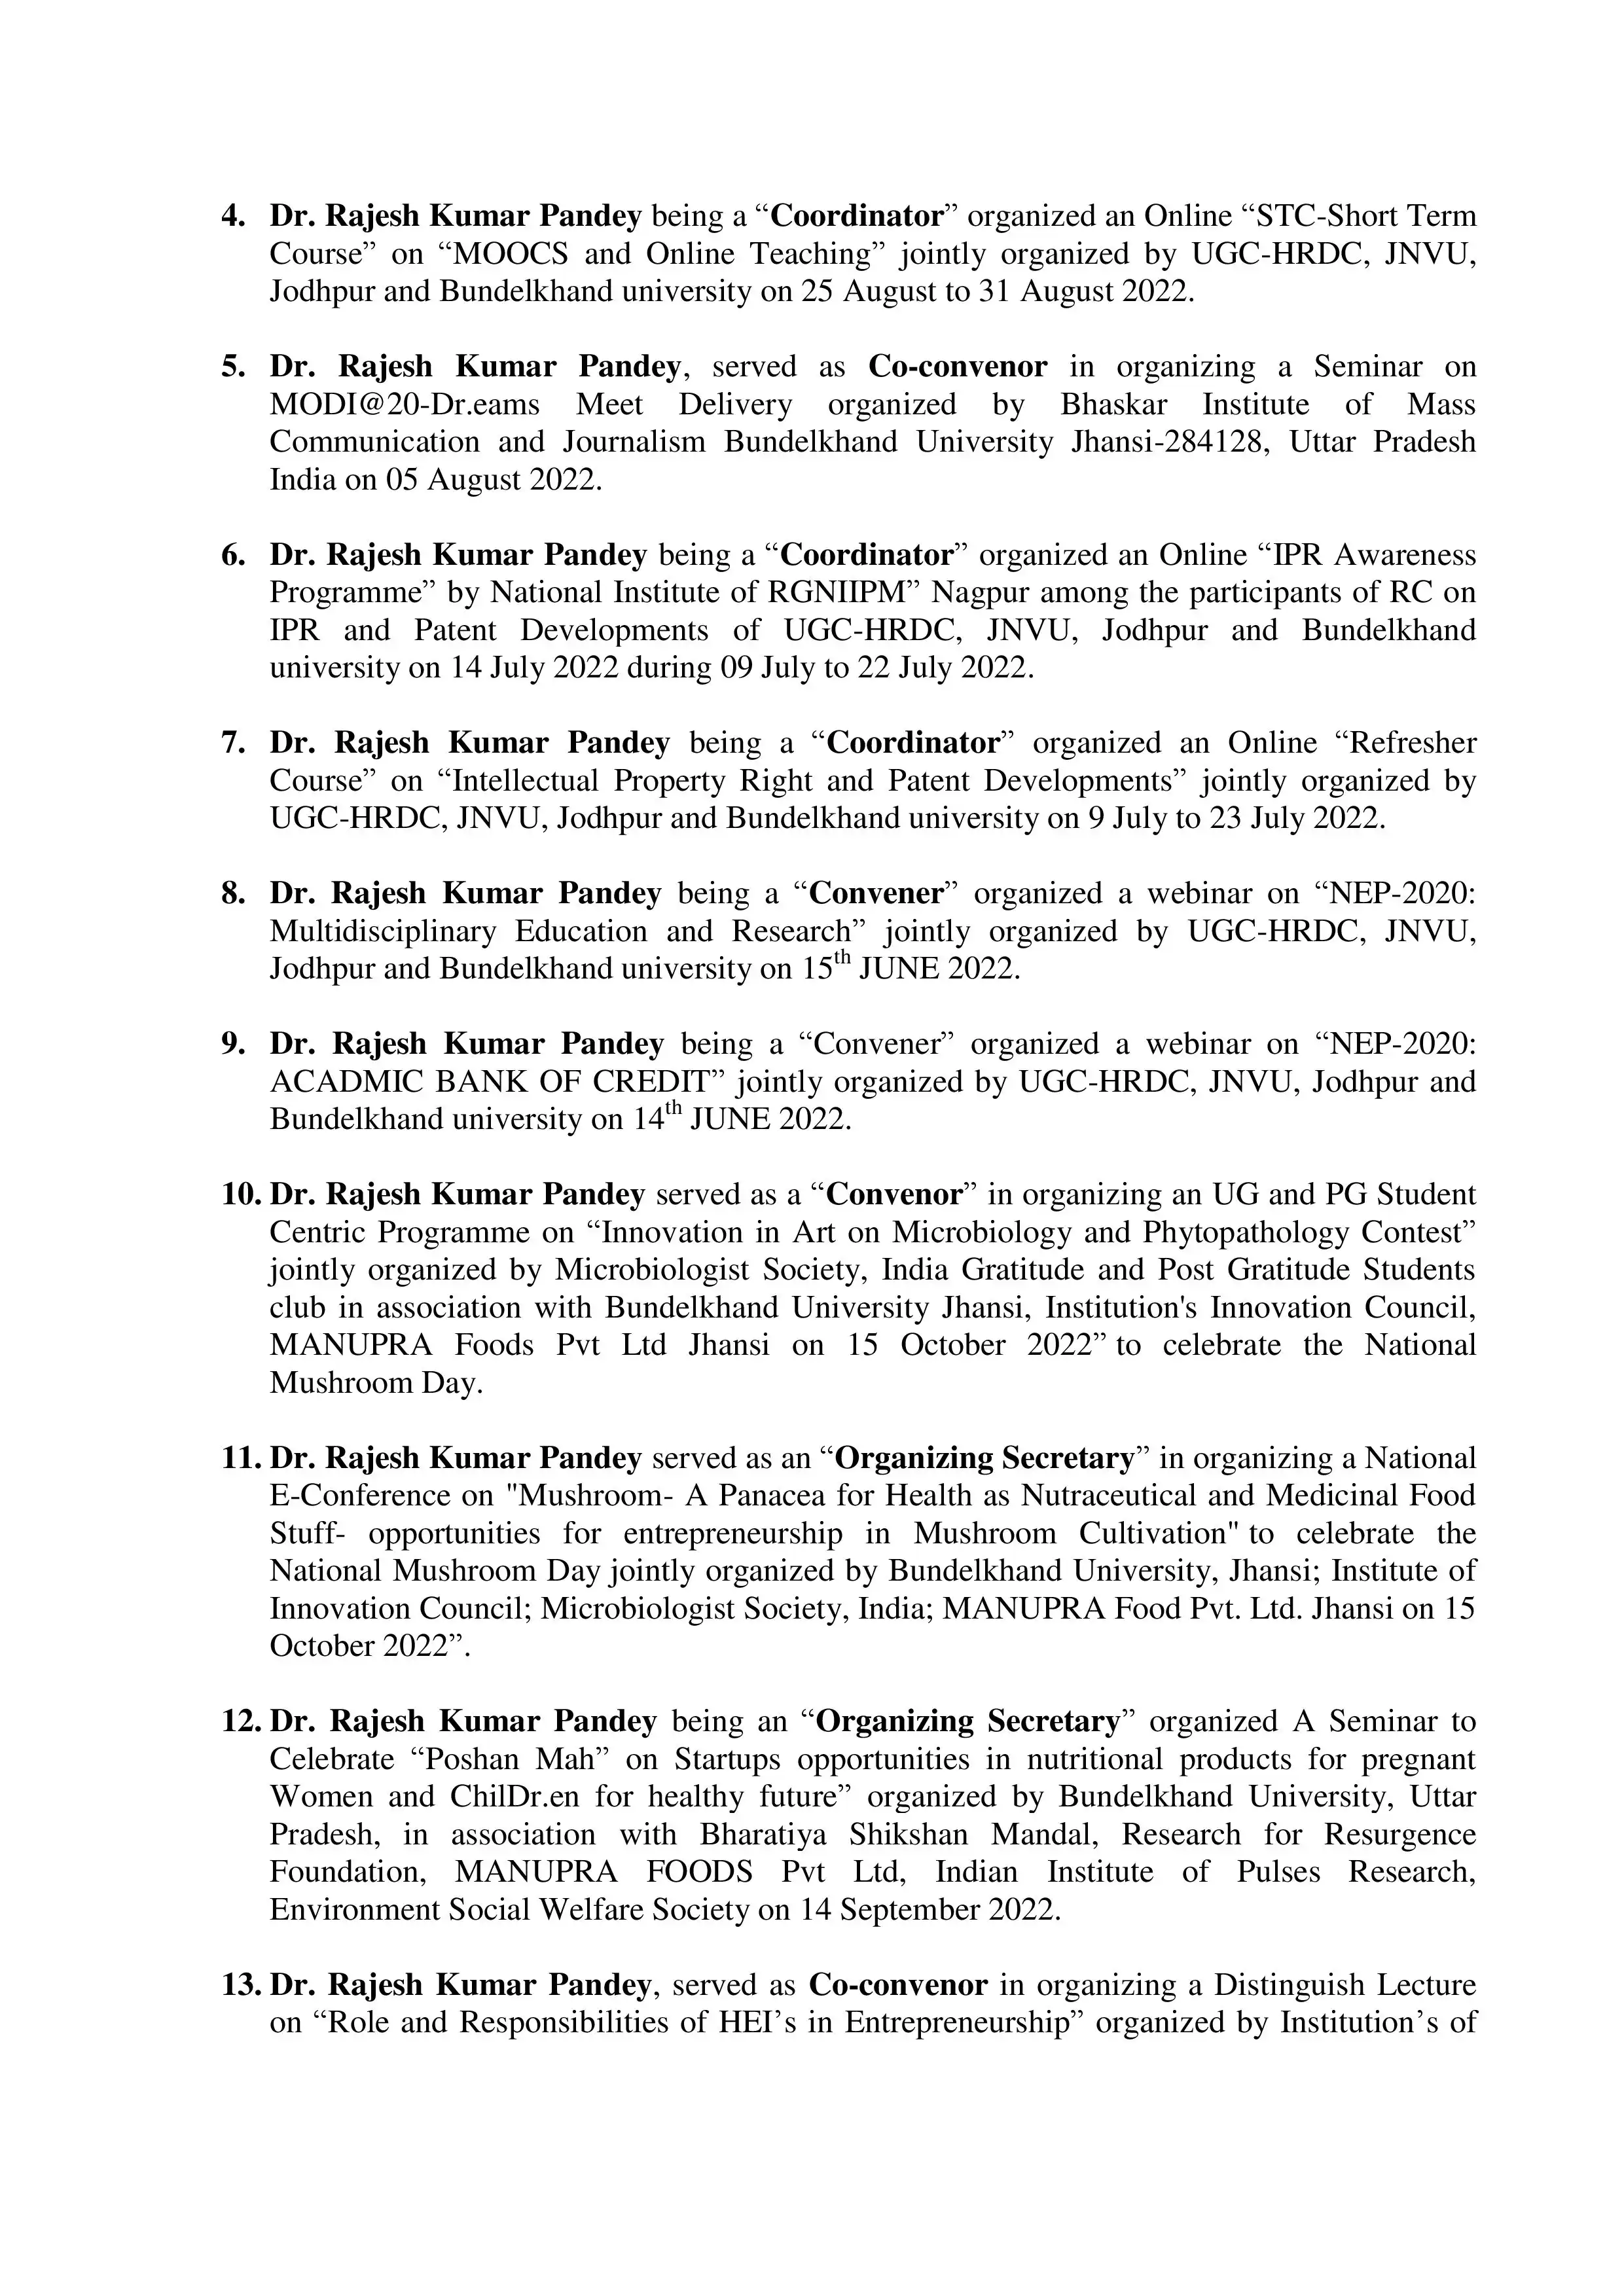 4. Dr. Rajesh Kumar Pandey being a “Coordinator” organized an Online “STC-Short Term
Course” on “MOOCS and Online Teaching” jointly organized by UGC-HRDC, JNVU,
Jodhpur and Bundelkhand university on 25 August to 31 August 2022.
5. Dr. Rajesh Kumar Pandey, served as Co-convenor in organizing a Seminar on
MODI@20-Dr.eams Meet Delivery organized by Bhaskar Institute of Mass
Communication and Journalism Bundelkhand University Jhansi-284128, Uttar Pradesh
India on 05 August 2022.
6. Dr. Rajesh Kumar Pandey being a “Coordinator” organized an Online “IPR Awareness
Programme” by National Institute of RGNIIPM” Nagpur among the participants of RC on
IPR and Patent Developments of UGC-HRDC, JNVU, Jodhpur and Bundelkhand
university on 14 July 2022 during 09 July to 22 July 2022.
7. Dr. Rajesh Kumar Pandey being a “Coordinator” organized an Online “Refresher
Course” on “Intellectual Property Right and Patent Developments” jointly organized by
UGC-HRDC, JNVU, Jodhpur and Bundelkhand university on 9 July to 23 July 2022.
8. Dr. Rajesh Kumar Pandey being a “Convener” organized a webinar on “NEP-2020:
Multidisciplinary Education and Research” jointly organized by UGC-HRDC, JNVU,
Jodhpur and Bundelkhand university on 15th JUNE 2022.
9. Dr. Rajesh Kumar Pandey being a “Convener” organized a webinar on “NEP-2020:
ACADMIC BANK OF CREDIT” jointly organized by UGC-HRDC, JNVU, Jodhpur and
Bundelkhand university on 14th JUNE 2022.
10. Dr. Rajesh Kumar Pandey served as a “Convenor” in organizing an UG and PG Student
Centric Programme on “Innovation in Art on Microbiology and Phytopathology Contest”
jointly organized by Microbiologist Society, India Gratitude and Post Gratitude Students
club in association with Bundelkhand University Jhansi, Institution's Innovation Council,
MANUPRA Foods Pvt Ltd Jhansi on 15 October 2022” to celebrate the National
Mushroom Day.
11. Dr. Rajesh Kumar Pandey served as an “Organizing Secretary” in organizing a National
E-Conference on "Mushroom- A Panacea for Health as Nutraceutical and Medicinal Food
Stuff- opportunities for entrepreneurship in Mushroom Cultivation" to celebrate the
National Mushroom Day jointly organized by Bundelkhand University, Jhansi; Institute of
Innovation Council; Microbiologist Society, India; MANUPRA Food Pvt. Ltd. Jhansi on 15
October 2022”.
12. Dr. Rajesh Kumar Pandey being an “Organizing Secretary” organized A Seminar to
Celebrate “Poshan Mah” on Startups opportunities in nutritional products for pregnant
Women and ChilDr.en for healthy future” organized by Bundelkhand University, Uttar
Pradesh, in association with Bharatiya Shikshan Mandal, Research for Resurgence
Foundation, MANUPRA FOODS Pvt Ltd, Indian Institute of Pulses Research,
Environment Social Welfare Society on 14 September 2022.
13. Dr. Rajesh Kumar Pandey, served as Co-convenor in organizing a Distinguish Lecture
on “Role and Responsibilities of HEI’s in Entrepreneurship” organized by Institution’s of